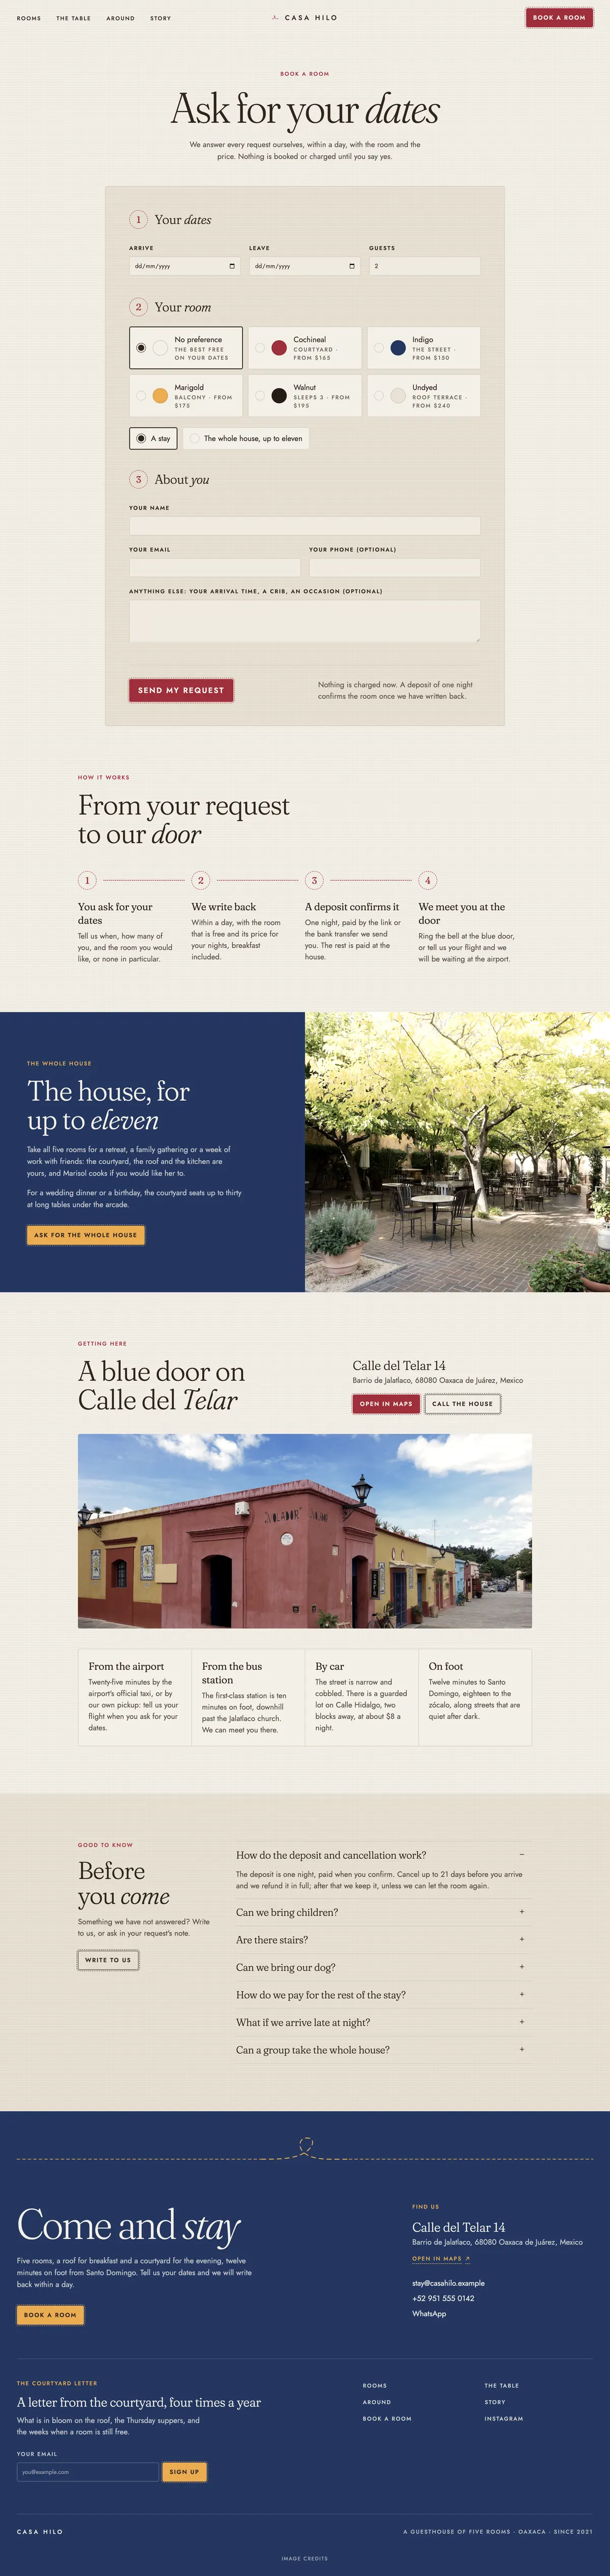 ROOMS THE TABLE AROUND STORY
CASA HILO
BOOK A ROOM
BOOK A ROOM
Ask for your dates
We answer every request ourselves, within a day, with the room and the
price. Nothing is booked or charged until you say yes.
1 Your dates
ARRIVE LEAVE GUESTS
dd/mm/yyyy dd/mm/yyyy 2
2 Your room
No preference
THE BEST FREE
ON YOUR DATES
Cochineal
COURTYARD ·
FROM $165
Indigo
THE STREET ·
FROM $150
Marigold
BALCONY · FROM
$175
Walnut
SLEEPS 3 · FROM
$195
Undyed
ROOF TERRACE ·
FROM $240
A stay
The whole house, up to eleven
3 About you
YOUR NAME
YOUR EMAIL YOUR PHONE (OPTIONAL)
ANYTHING ELSE: YOUR ARRIVAL TIME, A CRIB, AN OCCASION (OPTIONAL)
SEND MY REQUEST
Nothing is charged now. A deposit of one night
confirms the room once we have written back.
HOW IT WORKS
From your request
to our door
1
You ask for your
dates
Tell us when, how many of
you, and the room you would
like, or none in particular.
2
We write back
Within a day, with the room
that is free and its price for
your nights, breakfast
included.
3
A deposit confirms it
One night, paid by the link or
the bank transfer we send
you. The rest is paid at the
house.
4
We meet you at the
door
Ring the bell at the blue door,
or tell us your flight and we
will be waiting at the airport.
THE WHOLE HOUSE
The house, for
up to eleven
Take all five rooms for a retreat, a family gathering or a week of
work with friends: the courtyard, the roof and the kitchen are
yours, and Marisol cooks if you would like her to.
For a wedding dinner or a birthday, the courtyard seats up to thirty
at long tables under the arcade.
ASK FOR THE WHOLE HOUSE
GETTING HERE
A blue door on
Calle del Telar
Calle del Telar 14
Barrio de Jalatlaco, 68080 Oaxaca de Juárez, Mexico
OPEN IN MAPS
CALL THE HOUSE
From the airport
Twenty-five minutes by the
airport's official taxi, or by
our own pickup: tell us your
flight when you ask for your
dates.
From the bus
station
The first-class station is ten
minutes on foot, downhill
past the Jalatlaco church.
We can meet you there.
By car
The street is narrow and
cobbled. There is a guarded
lot on Calle Hidalgo, two
blocks away, at about $8 a
night.
On foot
Twelve minutes to Santo
Domingo, eighteen to the
zócalo, along streets that are
quiet after dark.
GOOD TO KNOW
Before
you come
Something we have not answered? Write
to us, or ask in your request's note.
WRITE TO US
How do the deposit and cancellation work? −
The deposit is one night, paid when you confirm. Cancel up to 21 days before you arrive
and we refund it in full; after that we keep it, unless we can let the room again.
Can we bring children? +
Are there stairs? +
Can we bring our dog? +
How do we pay for the rest of the stay? +
What if we arrive late at night? +
Can a group take the whole house? +
Come and stay
Five rooms, a roof for breakfast and a courtyard for the evening, twelve
minutes on foot from Santo Domingo. Tell us your dates and we will write
back within a day.
BOOK A ROOM
FIND US
Calle del Telar 14
Barrio de Jalatlaco, 68080 Oaxaca de Juárez, Mexico
OPEN IN MAPS ↗
stay@casahilo.example
+52 951 555 0142
WhatsApp
THE COURTYARD LETTER
A letter from the courtyard, four times a year
What is in bloom on the roof, the Thursday suppers, and
the weeks when a room is still free.
YOUR EMAIL
you@example.com
SIGN UP
ROOMS THE TABLE
AROUND STORY
BOOK A ROOM INSTAGRAM
CASA HILO
A GUESTHOUSE OF FIVE ROOMS · OAXACA · SINCE 2021
IMAGE CREDITS